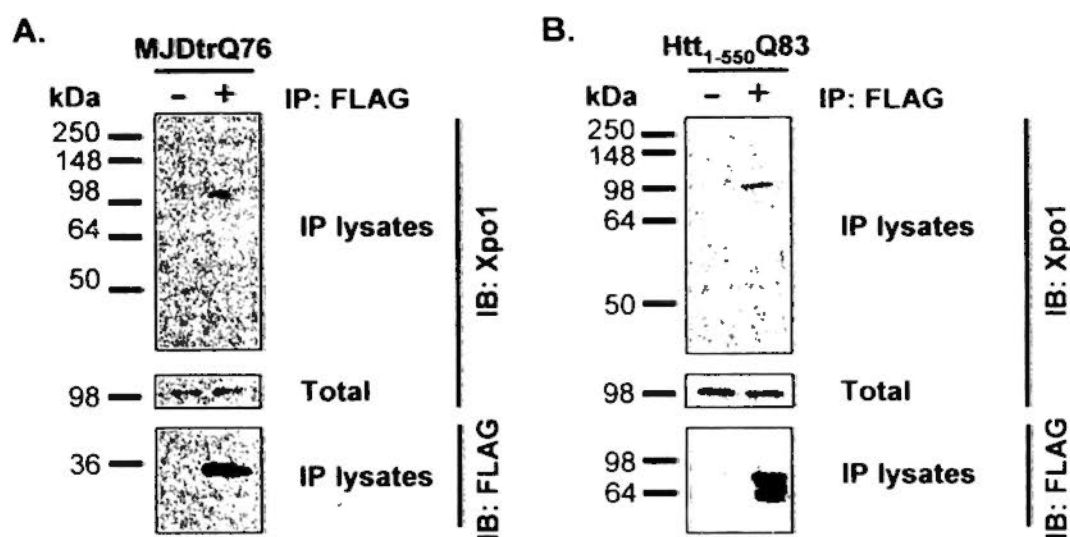 A.
MJDtrQ76
kDa
– +
IP: FLAG
250
148
98
64
50
IP lysates
98
Total
IB: Xpo1
36
IP lysates
IB: FLAG
B.
Htt1-550Q83
kDa
– +
IP: FLAG
250
148
98
64
50
IP lysates
98
Total
IB: Xpo1
98
64
IP lysates
IB: FLAG